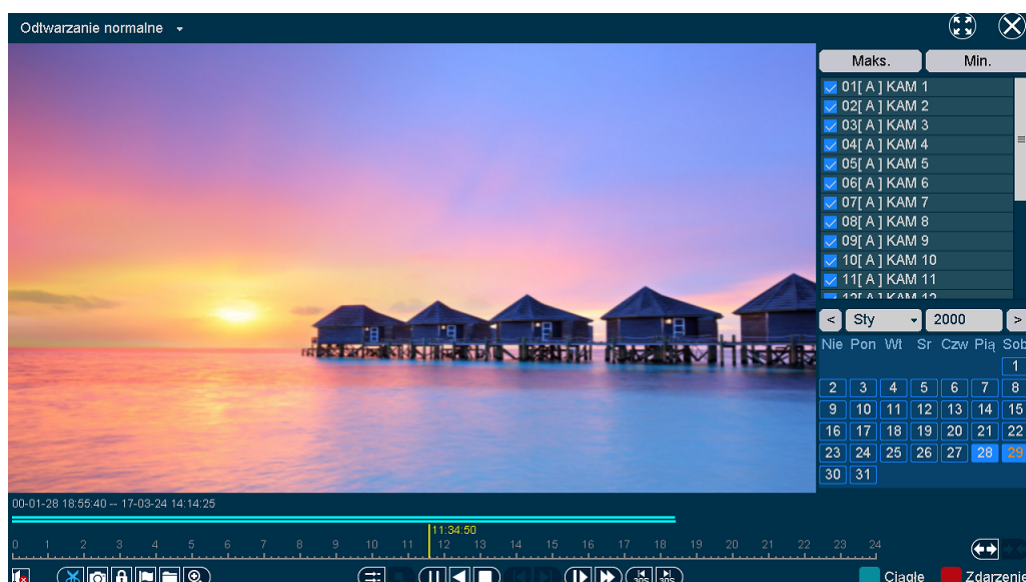 Odtwarzanie normalne
Maks. Min.
01[ A ] KAM 1
02[ A ] KAM 2
03[ A ] KAM 3
04[ A ] KAM 4
05[ A ] KAM 5
06[ A ] KAM 6
07[ A ] KAM 7
08[ A ] KAM 8
09[ A ] KAM 9
10[ A ] KAM 10
11[ A ] KAM 11
12[ A ] KAM 12
< Sty 2000 >
Nie Pon Wt Sr Czw Pią Sob
1
2 3 4 5 6 7 8
9 10 11 12 13 14 15
16 17 18 19 20 21 22
23 24 25 26 27 28 29
30 31
00-01-28 18:55:40 -- 17-03-24 14:14:25
11:34:50
0 1 2 3 4 5 6 7 8 9 10 11 12 13 14 15 16 17 18 19 20 21 22 23 24
30S 30S
Ciągłe Zdarzenie